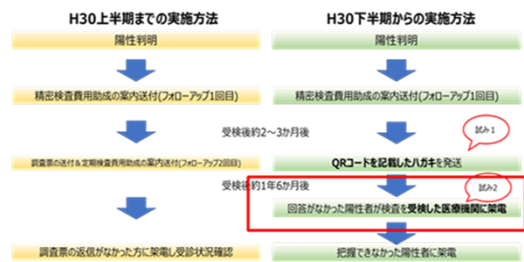 H30上半期までの実施方法
H30下半期からの実施方法
陽性判明
陽性判明
精密検査費用助成の案内送付(フォローアップ1回目)
精密検査費用助成の案内送付(フォローアップ1回目)
受検後約2～3か月後
試み1
調査票の送付&定期検査費用助成の案内送付(フォローアップ2回目)
QRコードを記載したハガキを発送
受検後約1年6か月後
試み2
回答がなかった陽性者が検査を受検した医療機関に架電
調査票の返信がなかった方に架電し受診状況確認
把握できなかった陽性者に架電